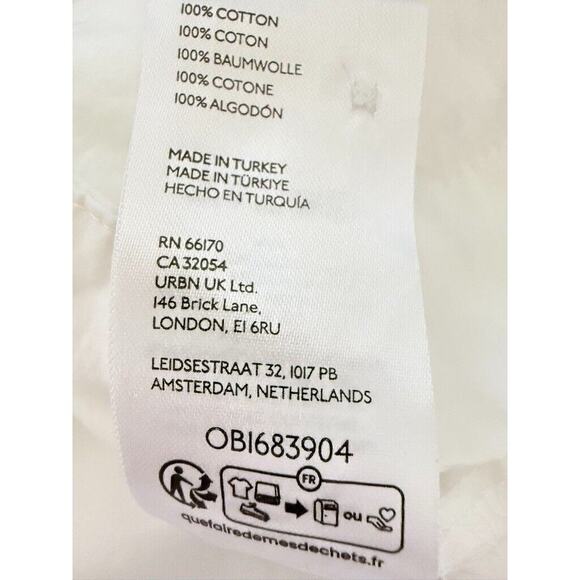 100% COTTON
100% COTON
100% BAUMWOLLE
100% COTONE
100% ALGODÓN
MADE IN TURKEY
MADE IN TÜRKIYE
HECHO EN TURQUÍA
RN 66170
CA 32054
URBN UK Ltd.
146 Brick Lane,
LONDON, E1 6RU
LEIDSESTRAAT 32, 1017 PB
AMSTERDAM, NETHERLANDS
OB1683904
FR
ou
quefairedemesdechets.fr